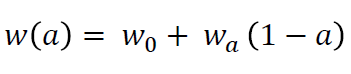 w(a) = w₀ + wₐ (1 − a)